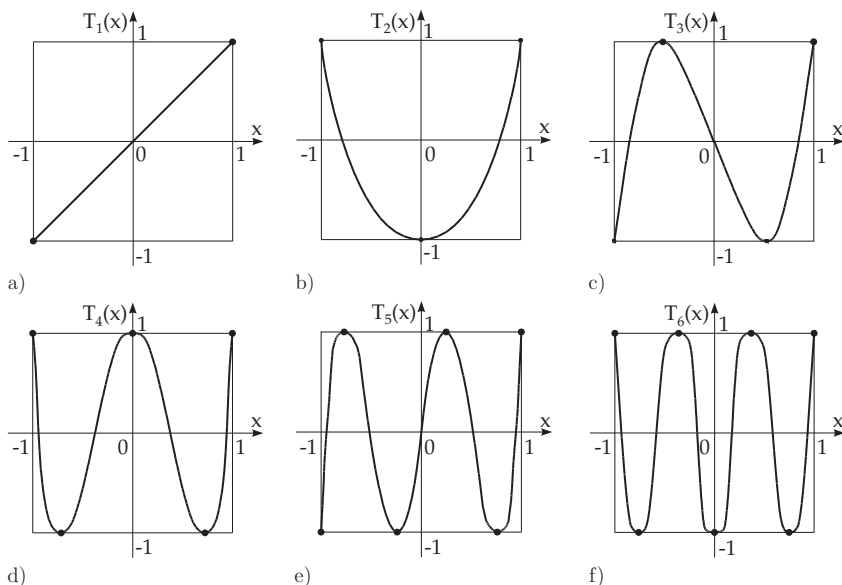 T₁(x) T₂(x) T₃(x)
1 1 1
x x x
-1 0 1 -1 0 1 -1 0 1
-1 -1 -1
a) b) c)
T₄(x) T₅(x) T₆(x)
1 1 1
x x x
-1 0 1 -1 0 1 -1 0 1
-1 -1 -1
d) e) f)